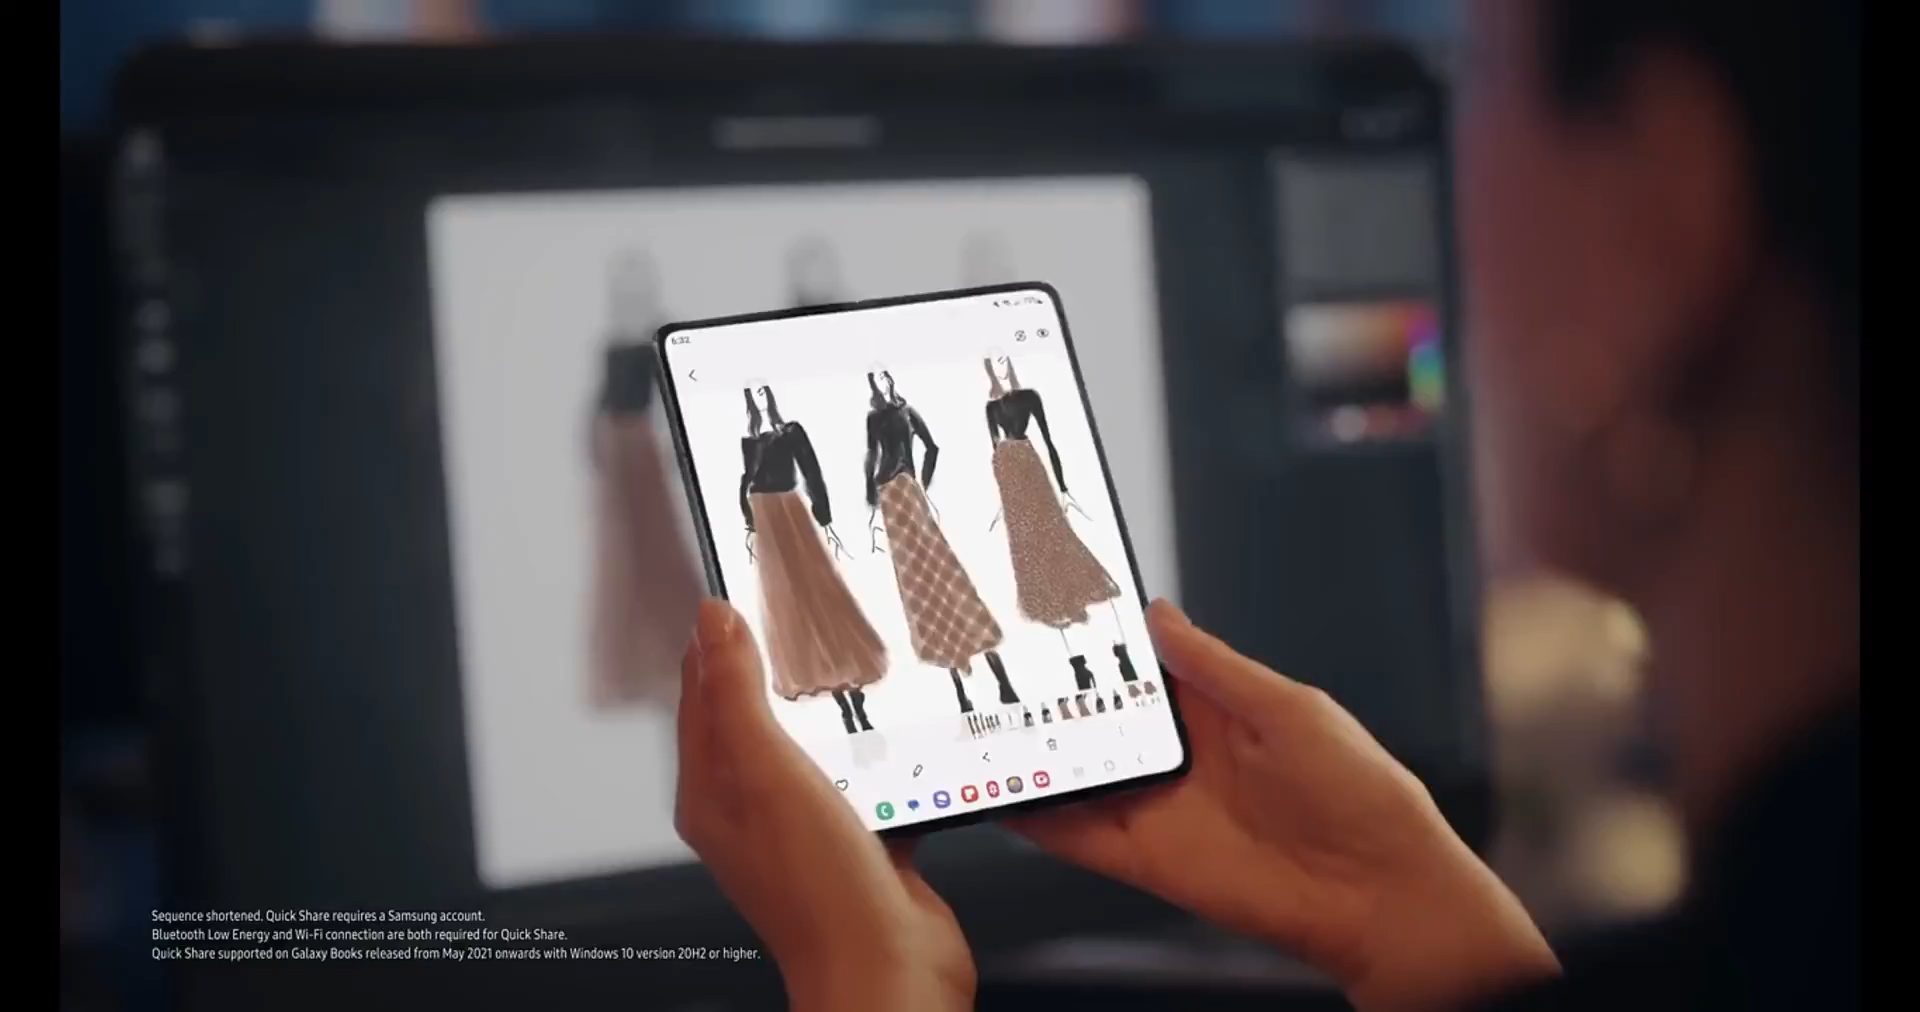 6:32
Sequence shortened. Quick Share requires a Samsung account.
Bluetooth Low Energy and Wi-Fi connection are both required for Quick Share.
Quick Share supported on Galaxy Books released from May 2021 onwards with Windows 10 version 20H2 or higher.